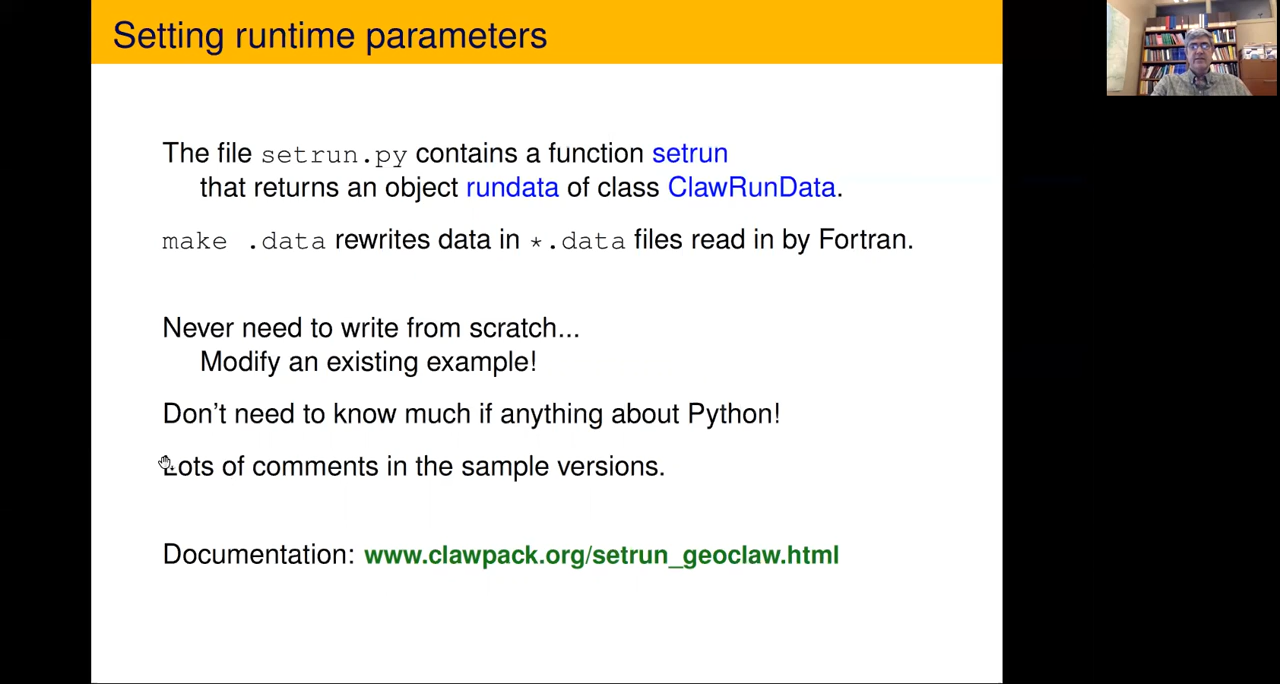 Setting runtime parameters
The file setrun.py contains a function setrun
that returns an object rundata of class ClawRunData.
make .data rewrites data in *.data files read in by Fortran.
Never need to write from scratch...
Modify an existing example!
Don't need to know much if anything about Python!
Lots of comments in the sample versions.
Documentation: www.clawpack.org/setrun_geoclaw.html